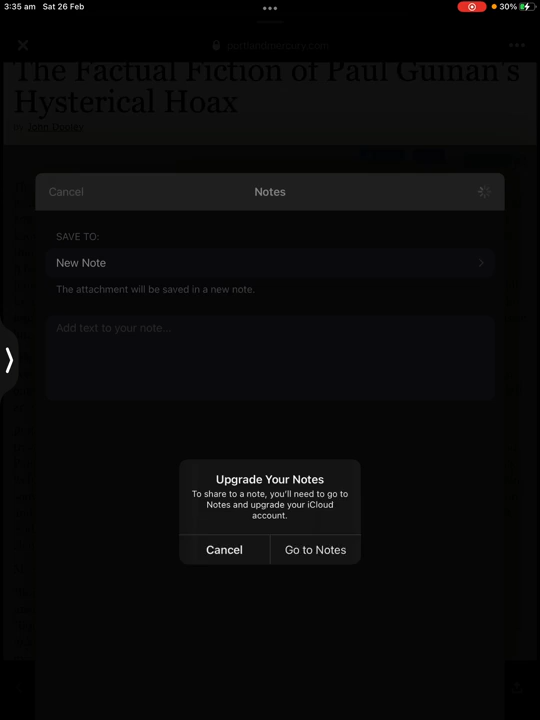 3:35 am Sat 26 Feb
30%
portlandmercury.com
The Factual Fiction of Paul Guinan's
Hysterical Hoax
Cancel
Notes
SAVE TO:
New Note
The attachment will be saved in a new note.
Add text to your note...
Upgrade Your Notes
To share to a note, you'll need to go to
Notes and upgrade your iCloud
account.
Cancel
Go to Notes